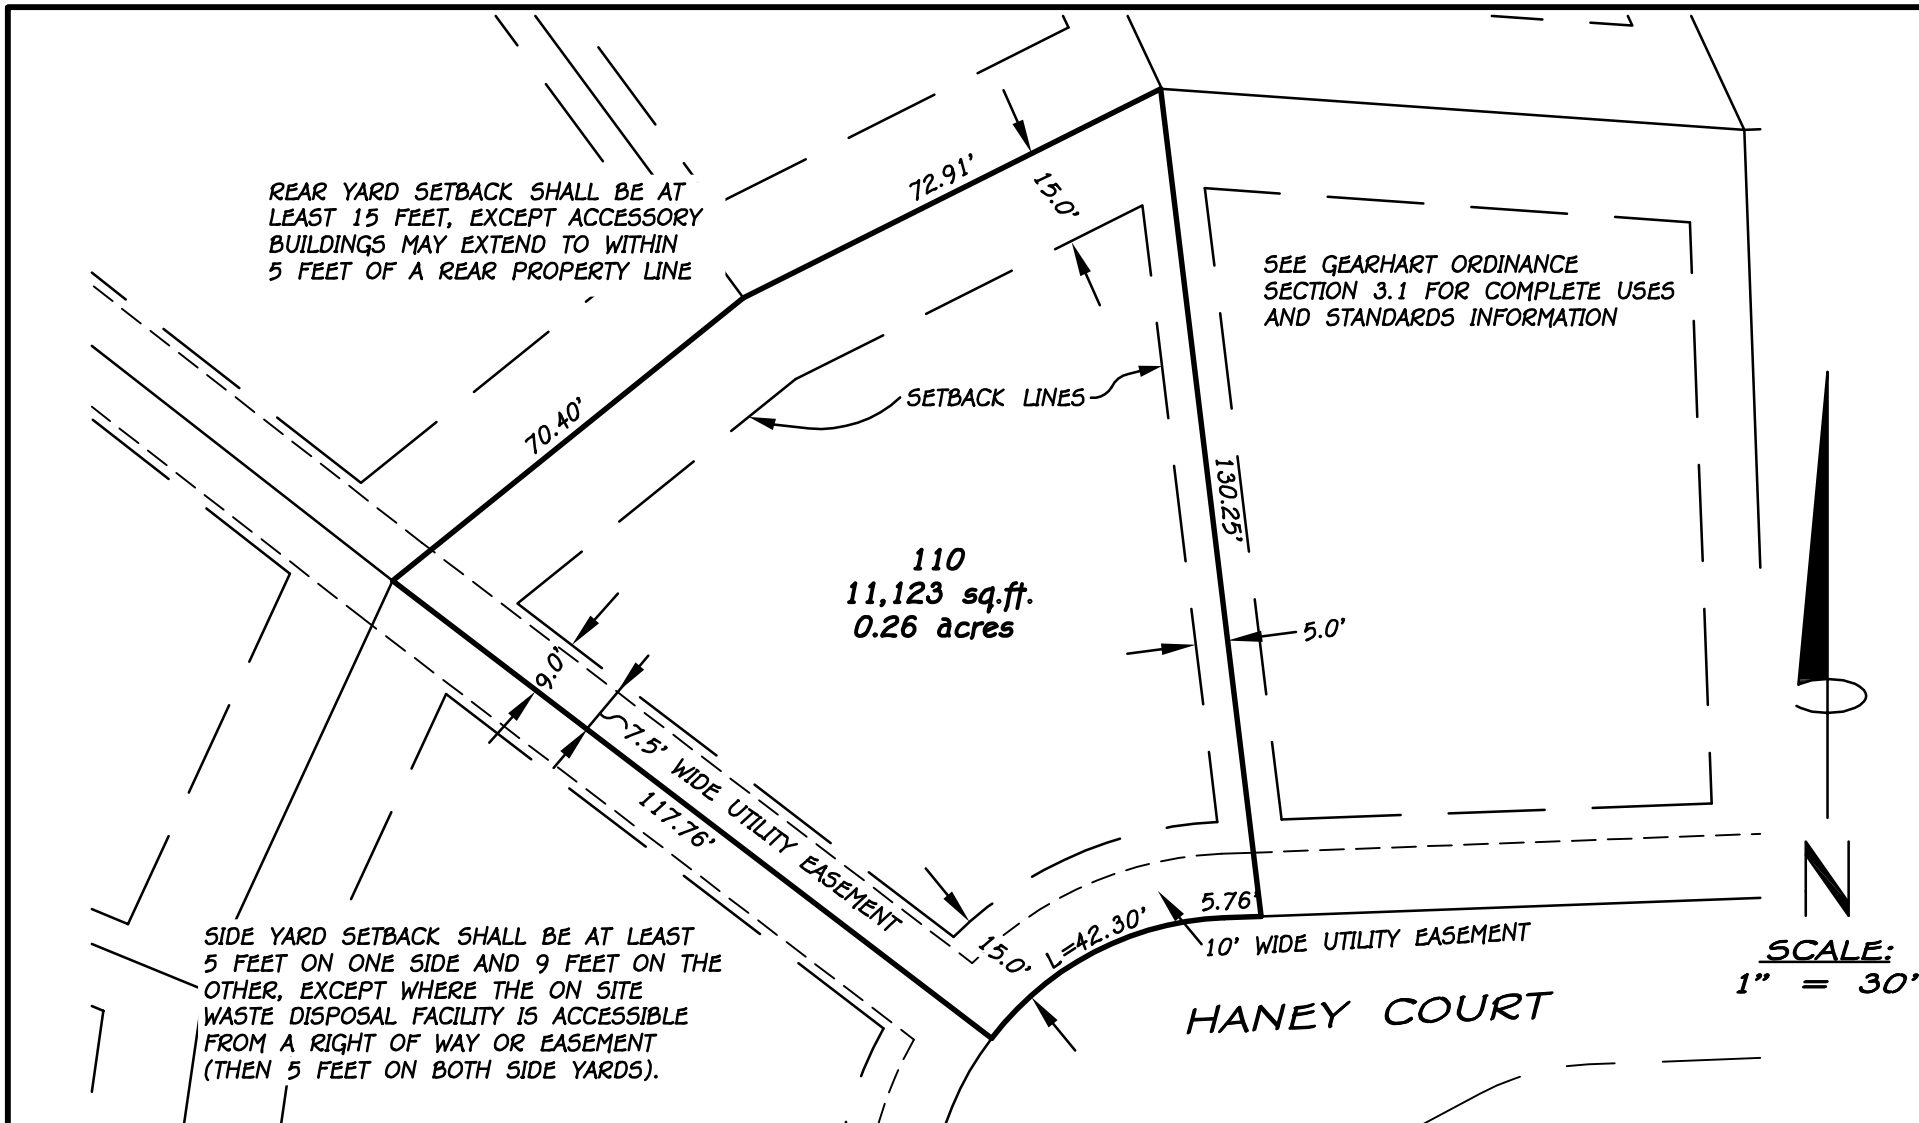 REAR YARD SETBACK SHALL BE AT
LEAST 15 FEET, EXCEPT ACCESSORY
BUILDINGS MAY EXTEND TO WITHIN
5 FEET OF A REAR PROPERTY LINE
72.91'
15.0'
SEE GEARHART ORDINANCE
SECTION 3.1 FOR COMPLETE USES
AND STANDARDS INFORMATION
SETBACK LINES
70.40'
130.25'
110
11,123 sq.ft.
0.26 acres
5.0'
9.0'
7.5' WIDE UTILITY EASEMENT
117.76'
15.0'
L=42.30'
5.76'
10' WIDE UTILITY EASEMENT
HANEY COURT
N
SCALE:
1" = 30'
SIDE YARD SETBACK SHALL BE AT LEAST
5 FEET ON ONE SIDE AND 9 FEET ON THE
OTHER, EXCEPT WHERE THE ON SITE
WASTE DISPOSAL FACILITY IS ACCESSIBLE
FROM A RIGHT OF WAY OR EASEMENT
(THEN 5 FEET ON BOTH SIDE YARDS).